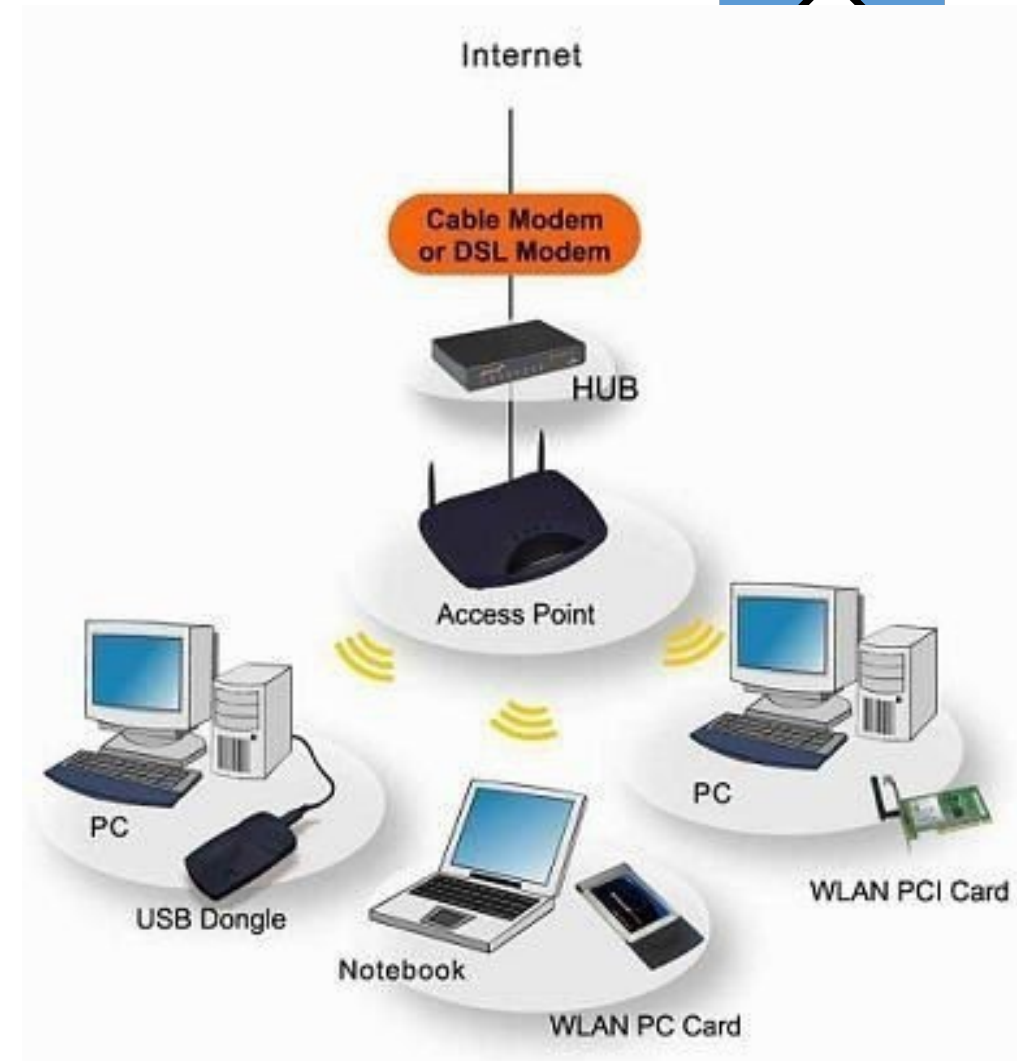 Internet
Cable Modem
or DSL Modem
HUB
Access Point
PC
USB Dongle
PC
WLAN PCI Card
Notebook
WLAN PC Card